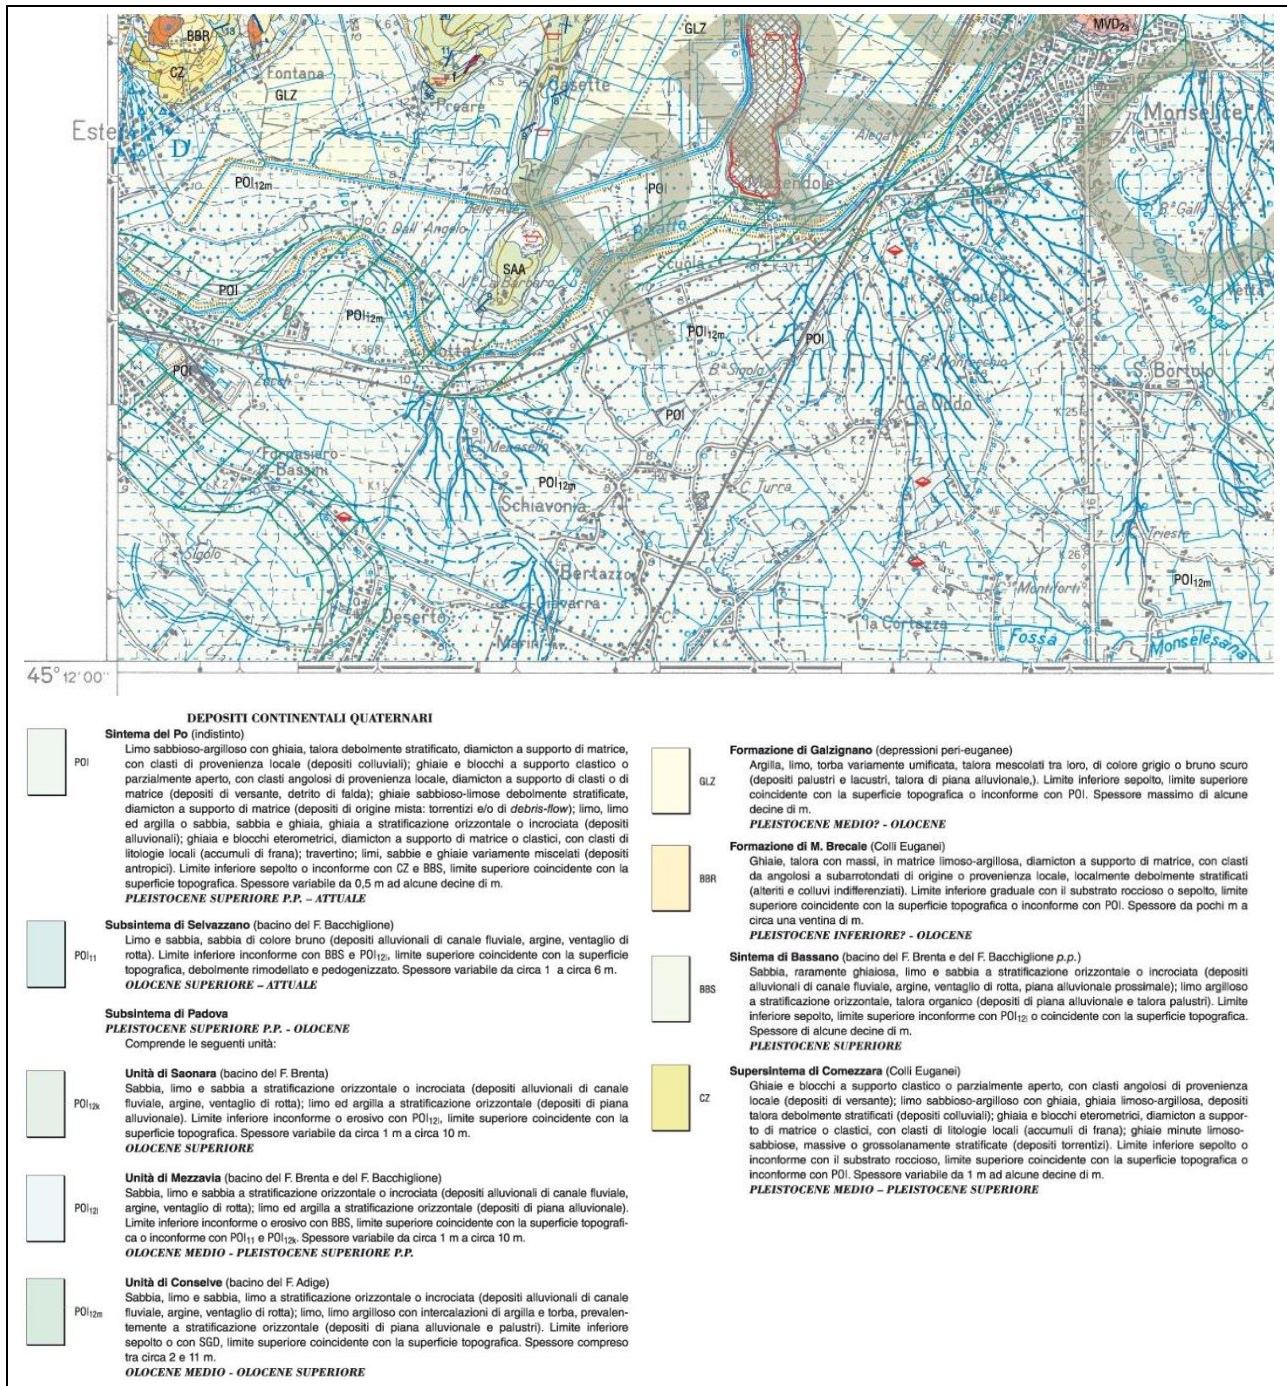 BBR
CZ
Fontana
GLZ
Preare
Casette
GLZ
MVD2a
Monselice
Este
D
POI12m
POI
Marendole
Mad.
delle Ave
G. Dall' Angelo
Bisatto
Scuola
B.a Gallo
SAA
Ca' Barbaro
POI
POI12m
Motta
POI12m
B.a Sigolo
POI
Capitello
S. Bortolo
POI
POI
Ca' Oddo
Fornasiero
Bassini
C. Menasello
POI12m
Schiavonia
C. Turra
Sigolo
Bertazzo
Chiavarra
Deserto
Marin
la Cortazza
C.se Montforti
Trieste
POI12m
Fossa
Monselesana
45° 12'00"
DEPOSITI CONTINENTALI QUATERNARI
POI
Sintema del Po (indistinto)
Limo sabbioso-argilloso con ghiaia, talora debolmente stratificato, diamicton a supporto di matrice,
con clasti di provenienza locale (depositi colluviali); ghiaie e blocchi a supporto clastico o
parzialmente aperto, con clasti angolosi di provenienza locale, diamicton a supporto di clasti o di
matrice (depositi di versante, detrito di falda); ghiaie sabbioso-limose debolmente stratificate,
diamicton a supporto di matrice (depositi di origine mista: torrentizi e/o di debris-flow); limo, limo
ed argilla o sabbia, sabbia e ghiaia, ghiaia a stratificazione orizzontale o incrociata (depositi
alluvionali); ghiaia e blocchi eterometrici, diamicton a supporto di matrice o clastici, con clasti di
litologie locali (accumuli di frana); travertino; limi, sabbie e ghiaie variamente miscelati (depositi
antropici). Limite inferiore sepolto o inconforme con CZ e BBS, limite superiore coincidente con la
superficie topografica. Spessore variabile da 0,5 m ad alcune decine di m.
PLEISTOCENE SUPERIORE P.P. – ATTUALE
POI11
Subsintema di Selvazzano (bacino del F. Bacchiglione)
Limo e sabbia, sabbia di colore bruno (depositi alluvionali di canale fluviale, argine, ventaglio di
rotta). Limite inferiore inconforme con BBS e POI12l, limite superiore coincidente con la superficie
topografica, debolmente rimodellato e pedogenizzato. Spessore variabile da circa 1 a circa 6 m.
OLOCENE SUPERIORE – ATTUALE
Subsintema di Padova
PLEISTOCENE SUPERIORE P.P. - OLOCENE
Comprende le seguenti unità:
POI12k
Unità di Saonara (bacino del F. Brenta)
Sabbia, limo e sabbia a stratificazione orizzontale o incrociata (depositi alluvionali di canale
fluviale, argine, ventaglio di rotta); limo ed argilla a stratificazione orizzontale (depositi di piana
alluvionale). Limite inferiore inconforme o erosivo con POI12l, limite superiore coincidente con la
superficie topografica. Spessore variabile da circa 1 m a circa 10 m.
OLOCENE SUPERIORE
POI12l
Unità di Mezzavia (bacino del F. Brenta e del F. Bacchiglione)
Sabbia, limo e sabbia a stratificazione orizzontale o incrociata (depositi alluvionali di canale fluviale,
argine, ventaglio di rotta); limo ed argilla a stratificazione orizzontale (depositi di piana alluvionale).
Limite inferiore inconforme o erosivo con BBS, limite superiore coincidente con la superficie topografi-
ca o inconforme con POI11 e POI12k. Spessore variabile da circa 1 m a circa 10 m.
OLOCENE MEDIO - PLEISTOCENE SUPERIORE P.P.
POI12m
Unità di Conselve (bacino del F. Adige)
Sabbia, limo e sabbia, limo a stratificazione orizzontale o incrociata (depositi alluvionali di canale
fluviale, argine, ventaglio di rotta); limo, limo argilloso con intercalazioni di argilla e torba, prevalen-
temente a stratificazione orizzontale (depositi di piana alluvionale e palustri). Limite inferiore
sepolto o con SGD, limite superiore coincidente con la superficie topografica. Spessore compreso
tra circa 2 e 11 m.
OLOCENE MEDIO - OLOCENE SUPERIORE
GLZ
Formazione di Galzignano (depressioni peri-euganee)
Argilla, limo, torba variamente umificata, talora mescolati tra loro, di colore grigio o bruno scuro
(depositi palustri e lacustri, talora di piana alluvionale,). Limite inferiore sepolto, limite superiore
coincidente con la superficie topografica o inconforme con POI. Spessore massimo di alcune
decine di m.
PLEISTOCENE MEDIO? - OLOCENE
BBR
Formazione di M. Brecale (Colli Euganei)
Ghiaie, talora con massi, in matrice limoso-argillosa, diamicton a supporto di matrice, con clasti
da angolosi a subarrotondati di origine o provenienza locale, localmente debolmente stratificati
(alteriti e colluvi indifferenziati). Limite inferiore graduale con il substrato roccioso o sepolto, limite
superiore coincidente con la superficie topografica o inconforme con POI. Spessore da pochi m a
circa una ventina di m.
PLEISTOCENE INFERIORE? - OLOCENE
BBS
Sintema di Bassano (bacino del F. Brenta e del F. Bacchiglione p.p.)
Sabbia, raramente ghiaiosa, limo e sabbia a stratificazione orizzontale o incrociata (depositi
alluvionali di canale fluviale, argine, ventaglio di rotta, piana alluvionale prossimale); limo argilloso
a stratificazione orizzontale, talora organico (depositi di piana alluvionale e talora palustri). Limite
inferiore sepolto, limite superiore inconforme con POI12l o coincidente con la superficie topografica.
Spessore di alcune decine di m.
PLEISTOCENE SUPERIORE
CZ
Supersintema di Comezzara (Colli Euganei)
Ghiaie e blocchi a supporto clastico o parzialmente aperto, con clasti angolosi di provenienza
locale (depositi di versante); limo sabbioso-argilloso con ghiaia, ghiaia limoso-argillosa, depositi
talora debolmente stratificati (depositi colluviali); ghiaia e blocchi eterometrici, diamicton a suppor-
to di matrice o clastici, con clasti di litologie locali (accumuli di frana); ghiaie minute limoso-
sabbiose, massive o grossolanamente stratificate (depositi torrentizi). Limite inferiore sepolto o
inconforme con il substrato roccioso, limite superiore coincidente con la superficie topografica o
inconforme con POI. Spessore variabile da 1 m ad alcune decine di m.
PLEISTOCENE MEDIO – PLEISTOCENE SUPERIORE